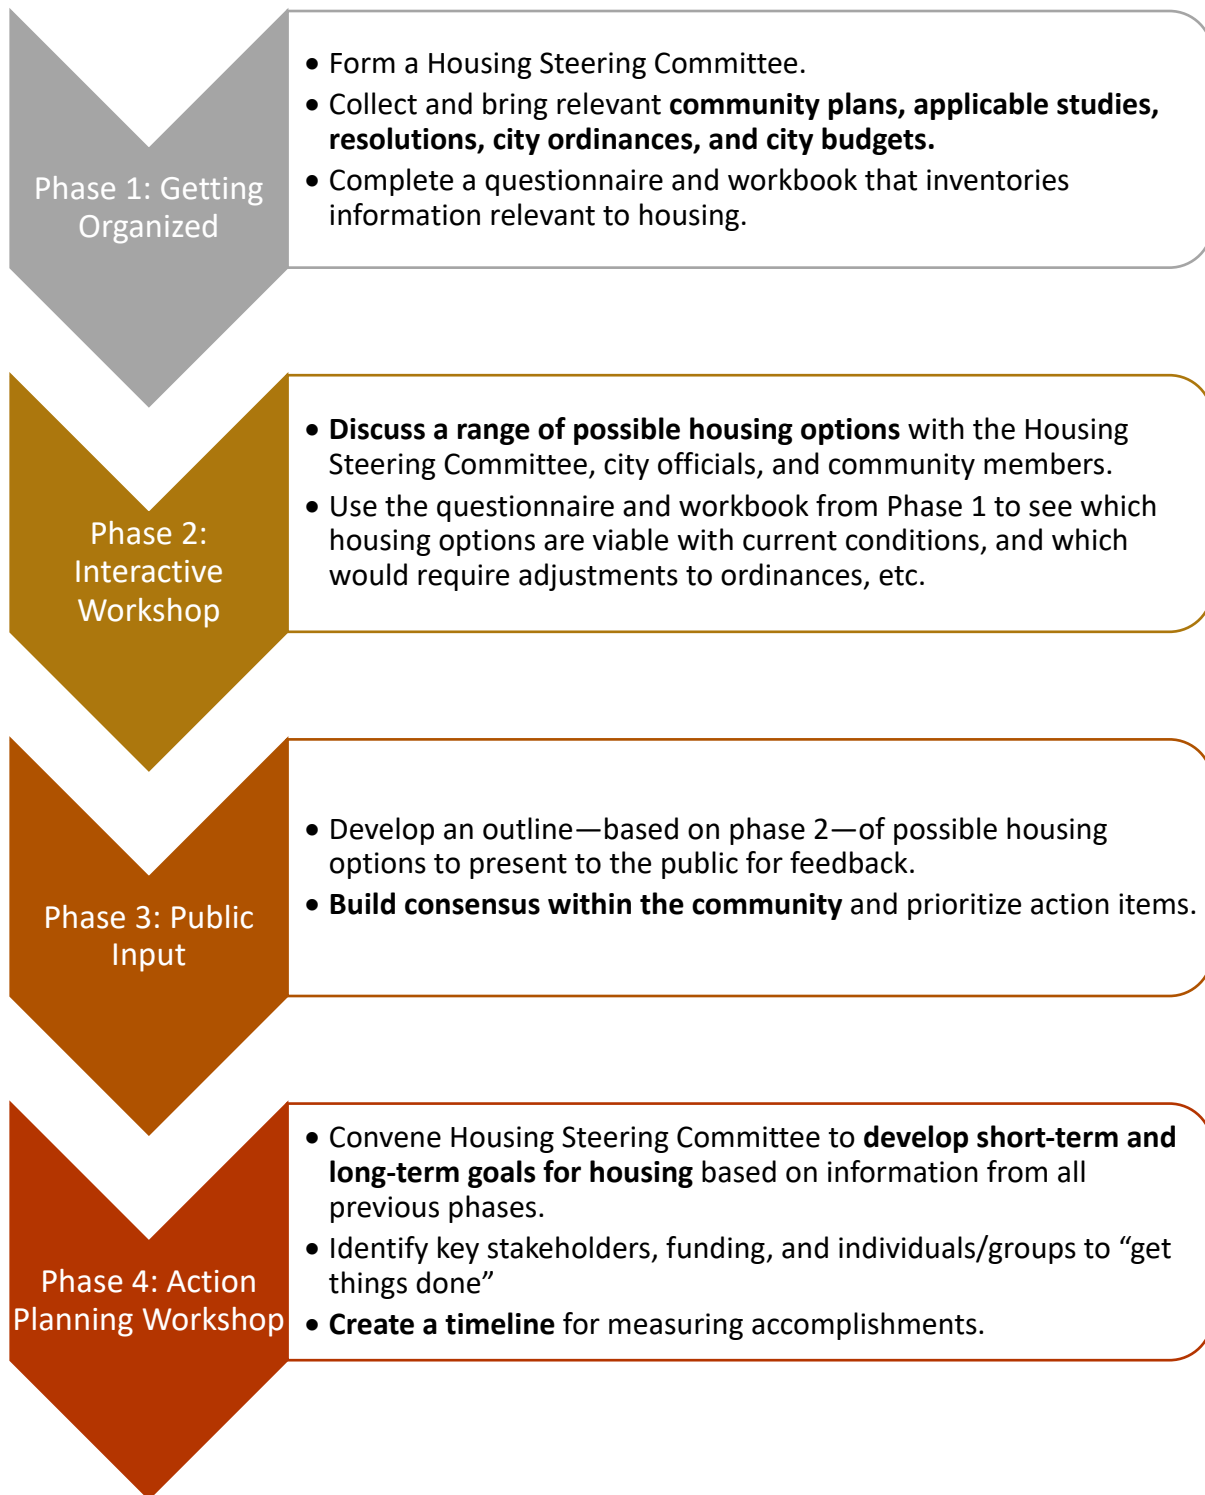 Phase 1: Getting
Organized
• Form a Housing Steering Committee.
• Collect and bring relevant community plans, applicable studies,
resolutions, city ordinances, and city budgets.
• Complete a questionnaire and workbook that inventories
information relevant to housing.
Phase 2:
Interactive
Workshop
• Discuss a range of possible housing options with the Housing
Steering Committee, city officials, and community members.
• Use the questionnaire and workbook from Phase 1 to see which
housing options are viable with current conditions, and which
would require adjustments to ordinances, etc.
Phase 3: Public
Input
• Develop an outline—based on phase 2—of possible housing
options to present to the public for feedback.
• Build consensus within the community and prioritize action items.
Phase 4: Action
Planning Workshop
• Convene Housing Steering Committee to develop short-term and
long-term goals for housing based on information from all
previous phases.
• Identify key stakeholders, funding, and individuals/groups to “get
things done”
• Create a timeline for measuring accomplishments.